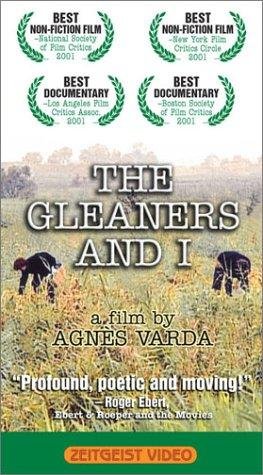 BEST
NON-FICTION FILM
–National Society
of Film Critics
2001
BEST
NON-FICTION FILM
–New York Film
Critics Circle
2001
BEST
DOCUMENTARY
–Los Angeles Film
Critics Assoc.
2001
BEST
DOCUMENTARY
–Boston Society
of Film Critics
2001
THE
GLEANERS
AND I
a film by
AGNÈS VARDA
“Profound, poetic and moving!”
– Roger Ebert,
Ebert & Roeper and the Movies
ZEITGEIST VIDEO